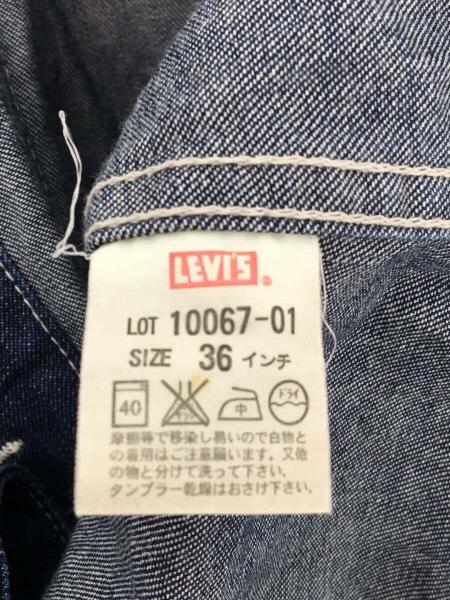 LEVI'S®
LOT 10067-01
SIZE 36 インチ
40 中 ドライ
摩擦等で移染し易いので白物と
の着用はご注意願います。又他
の物と分けて洗って下さい。
タンブラー乾燥はおさけ下さい。